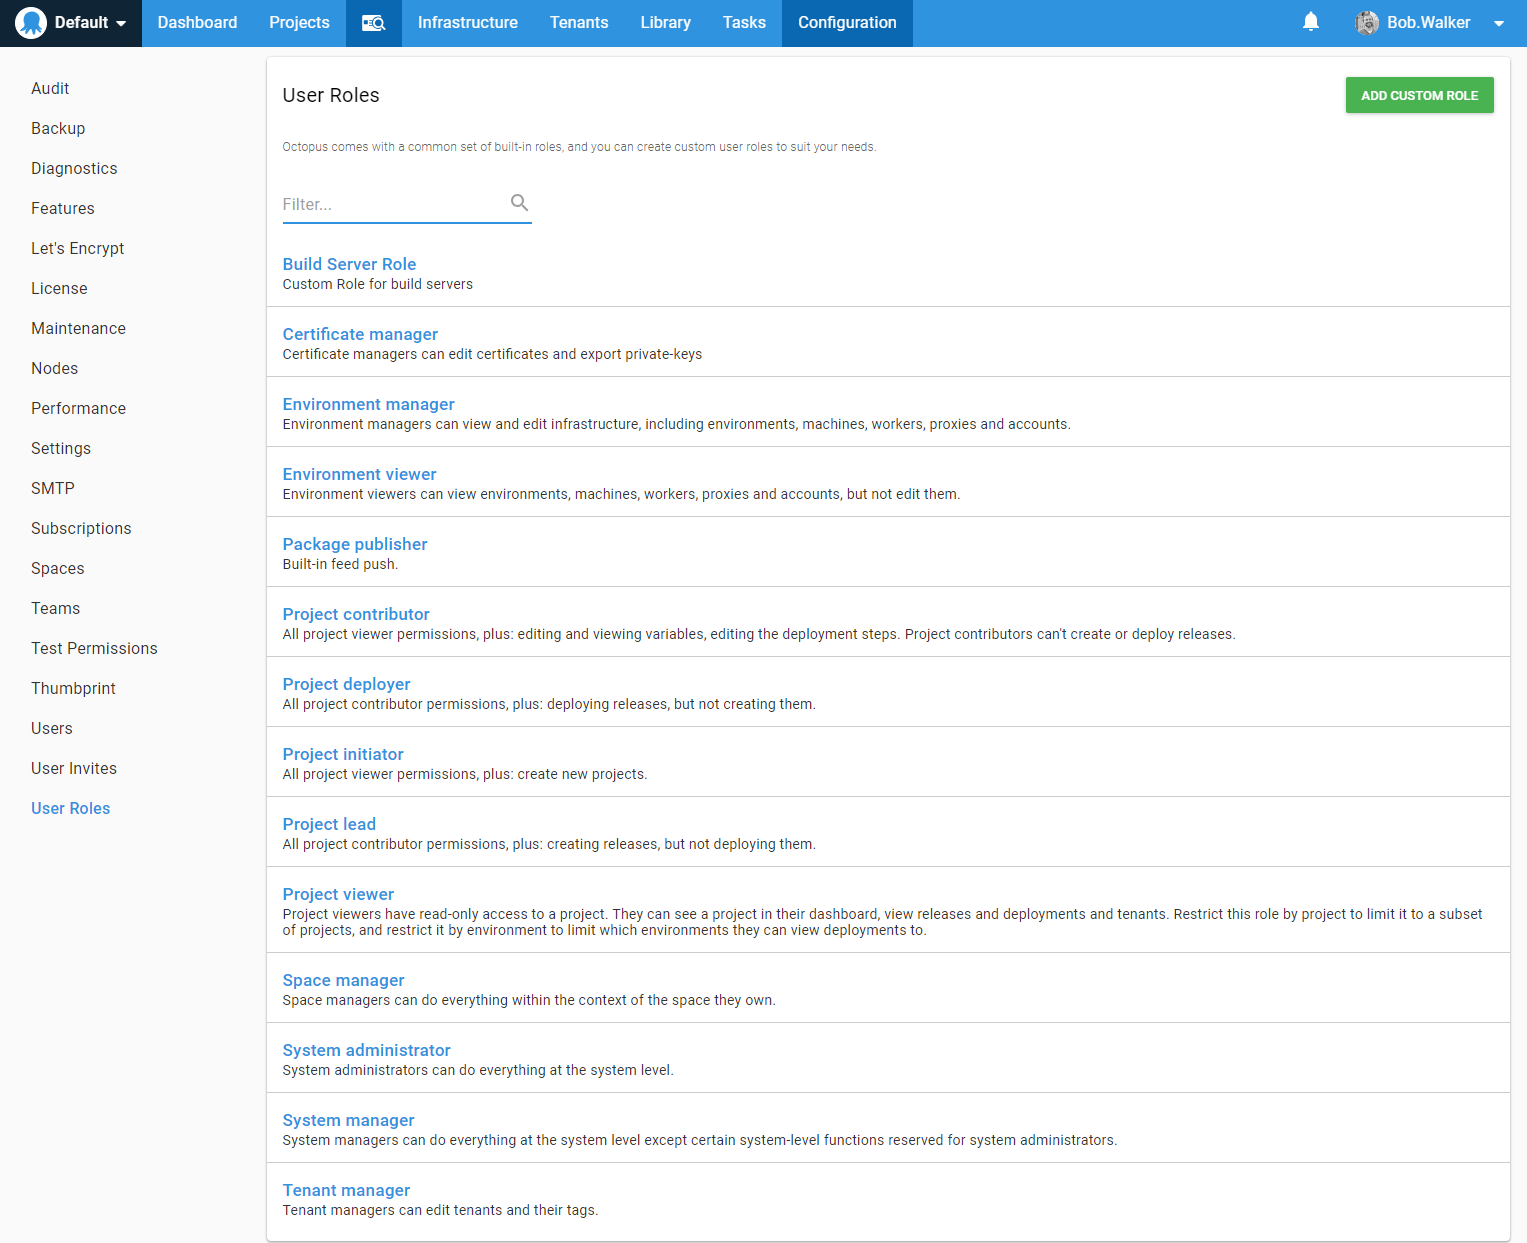 Default Dashboard Projects Infrastructure Tenants Library Tasks Configuration Bob.Walker
Audit
Backup
Diagnostics
Features
Let's Encrypt
License
Maintenance
Nodes
Performance
Settings
SMTP
Subscriptions
Spaces
Teams
Test Permissions
Thumbprint
Users
User Invites
User Roles
User Roles
ADD CUSTOM ROLE
Octopus comes with a common set of built-in roles, and you can create custom user roles to suit your needs.
Filter...
Build Server Role
Custom Role for build servers
Certificate manager
Certificate managers can edit certificates and export private-keys
Environment manager
Environment managers can view and edit infrastructure, including environments, machines, workers, proxies and accounts.
Environment viewer
Environment viewers can view environments, machines, workers, proxies and accounts, but not edit them.
Package publisher
Built-in feed push.
Project contributor
All project viewer permissions, plus: editing and viewing variables, editing the deployment steps. Project contributors can't create or deploy releases.
Project deployer
All project contributor permissions, plus: deploying releases, but not creating them.
Project initiator
All project viewer permissions, plus: create new projects.
Project lead
All project contributor permissions, plus: creating releases, but not deploying them.
Project viewer
Project viewers have read-only access to a project. They can see a project in their dashboard, view releases and deployments and tenants. Restrict this role by project to limit it to a subset
of projects, and restrict it by environment to limit which environments they can view deployments to.
Space manager
Space managers can do everything within the context of the space they own.
System administrator
System administrators can do everything at the system level.
System manager
System managers can do everything at the system level except certain system-level functions reserved for system administrators.
Tenant manager
Tenant managers can edit tenants and their tags.